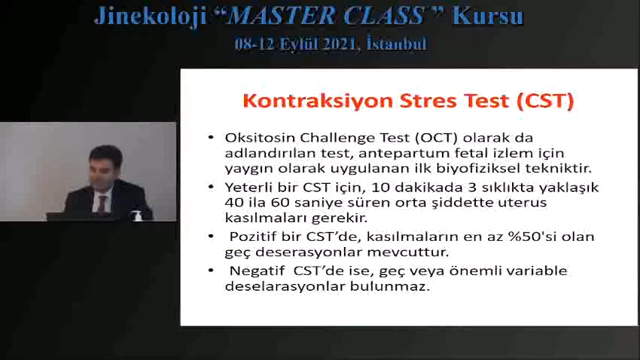 Jinekoloji “MASTER CLASS ” Kursu
08-12 Eylül 2021, İstanbul
Kontraksiyon Stres Test (CST)
• Oksitosin Challenge Test (OCT) olarak da
adlandırılan test, antepartum fetal izlem için
yaygın olarak uygulanan ilk biyofiziksel tekniktir.
• Yeterli bir CST için, 10 dakikada 3 sıklıkta yaklaşık
40 ila 60 saniye süren orta şiddette uterus
kasılmaları gerekir.
• Pozitif bir CST’de, kasılmaların en az %50'si olan
geç deserasyonlar mevcuttur.
• Negatif CST’de ise, geç veya önemli variable
deselarasyonlar bulunmaz.